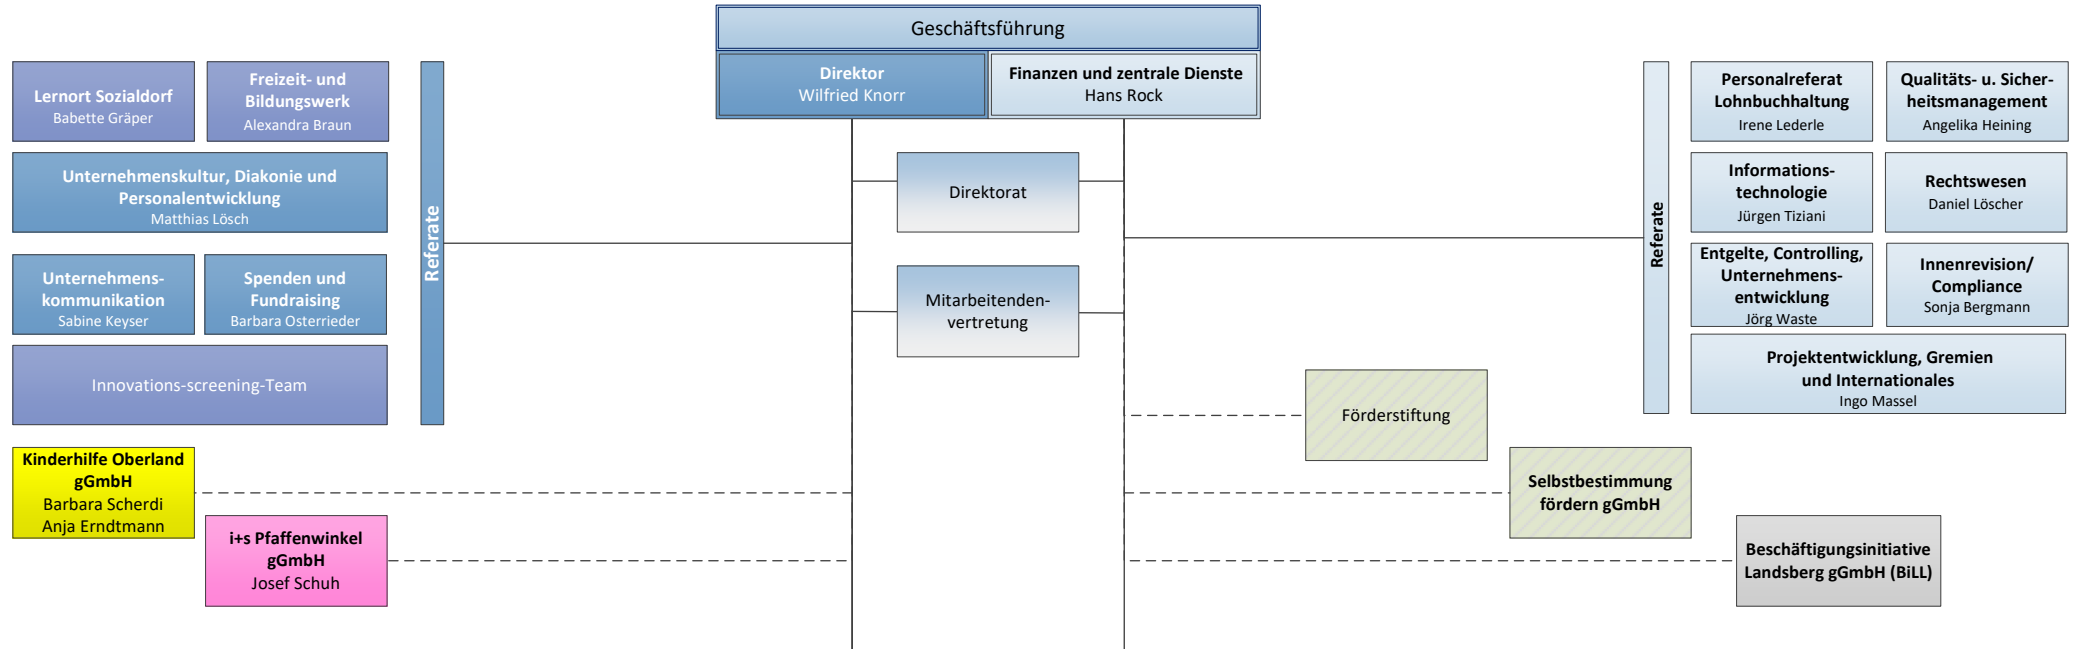 Geschäftsführung
Direktor
Wilfried Knorr
Finanzen und zentrale Dienste
Hans Rock
Lernort Sozialdorf
Babette Gräper
Freizeit- und
Bildungswerk
Alexandra Braun
Unternehmenskultur, Diakonie und
Personalentwicklung
Matthias Lösch
Unternehmens-
kommunikation
Sabine Keyser
Spenden und
Fundraising
Barbara Osterrieder
Innovations-screening-Team
Referate
Kinderhilfe Oberland
gGmbH
Barbara Scherdi
Anja Erndtmann
i+s Pfaffenwinkel
gGmbH
Josef Schuh
Direktorat
Mitarbeitenden-
vertretung
Förderstiftung
Selbstbestimmung
fördern gGmbH
Beschäftigungsinitiative
Landsberg gGmbH (BiLL)
Referate
Personalreferat
Lohnbuchhaltung
Irene Lederle
Qualitäts- u. Sicher-
heitsmanagement
Angelika Heining
Informations-
technologie
Jürgen Tiziani
Rechtswesen
Daniel Löscher
Entgelte, Controlling,
Unternehmens-
entwicklung
Jörg Waste
Innenrevision/
Compliance
Sonja Bergmann
Projektentwicklung, Gremien
und Internationales
Ingo Massel